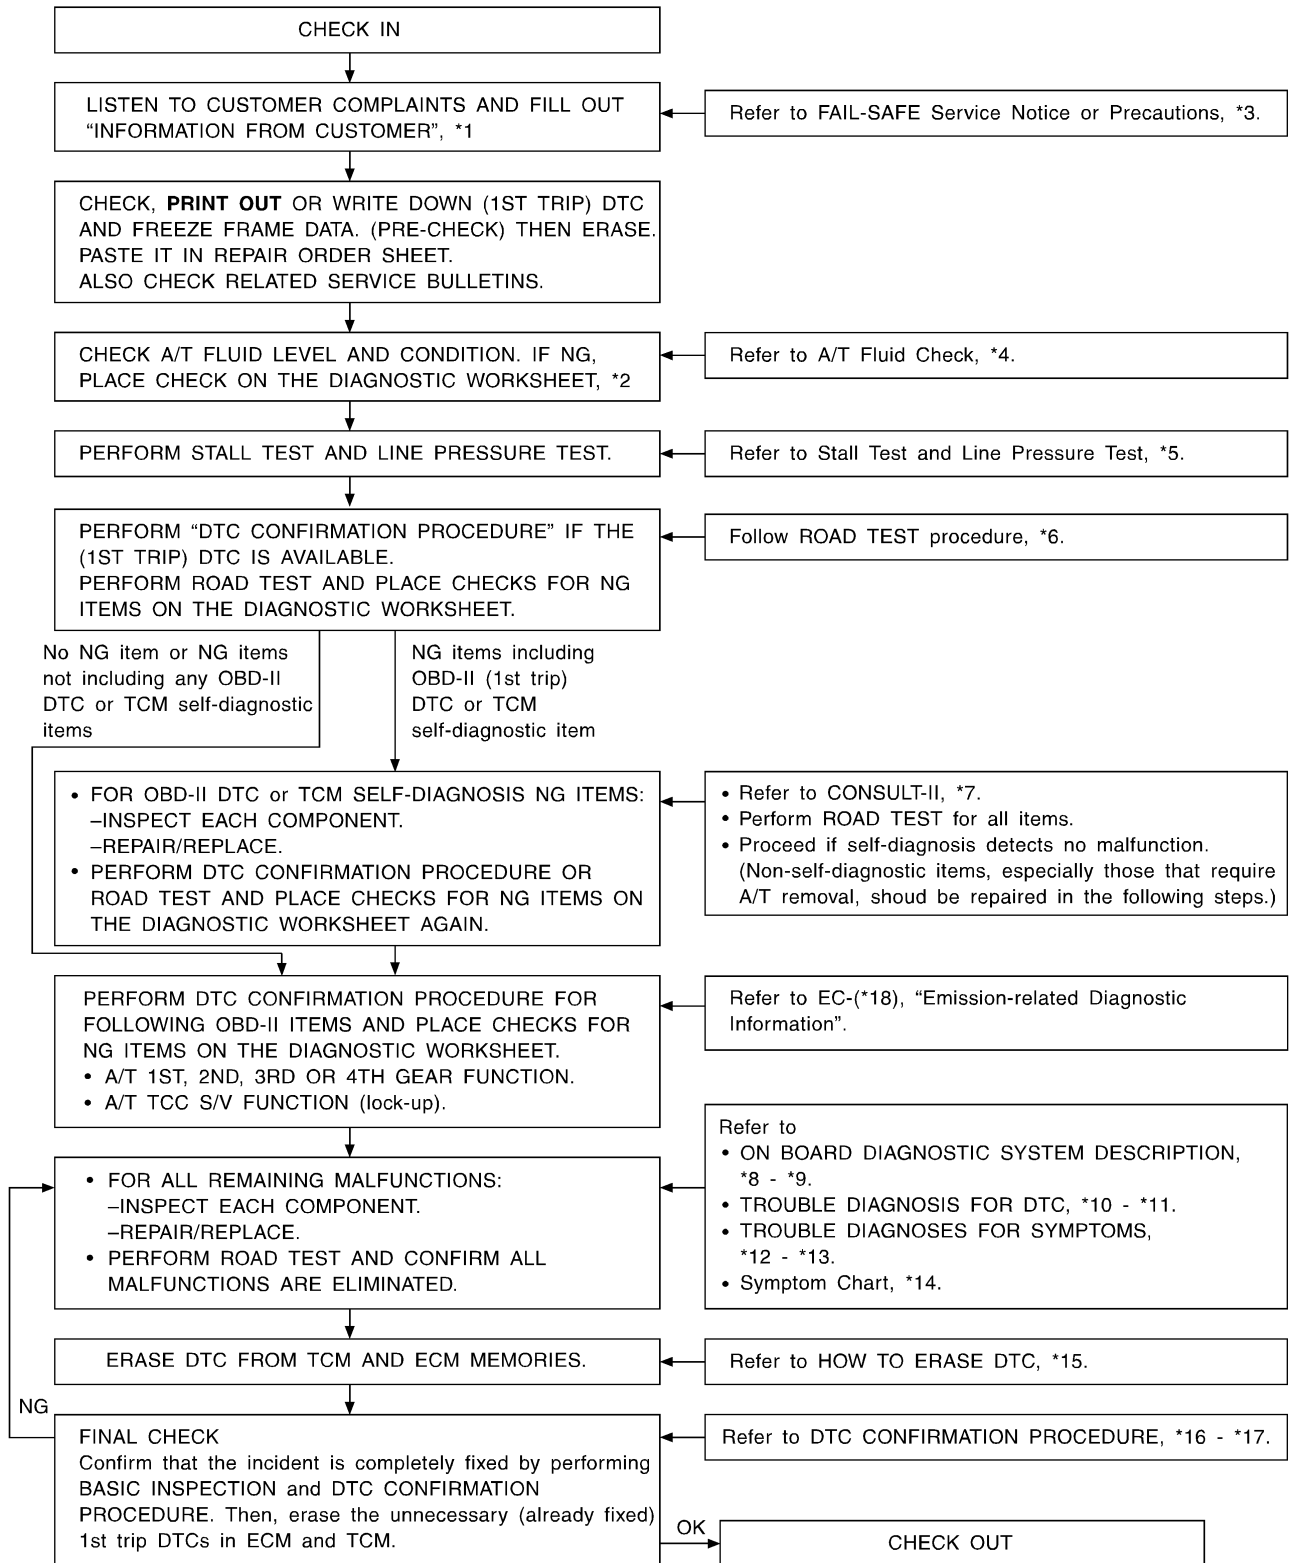 CHECK IN
LISTEN TO CUSTOMER COMPLAINTS AND FILL OUT
“INFORMATION FROM CUSTOMER”, *1
Refer to FAIL-SAFE Service Notice or Precautions, *3.
CHECK, PRINT OUT OR WRITE DOWN (1ST TRIP) DTC
AND FREEZE FRAME DATA. (PRE-CHECK) THEN ERASE.
PASTE IT IN REPAIR ORDER SHEET.
ALSO CHECK RELATED SERVICE BULLETINS.
CHECK A/T FLUID LEVEL AND CONDITION. IF NG,
PLACE CHECK ON THE DIAGNOSTIC WORKSHEET, *2
Refer to A/T Fluid Check, *4.
PERFORM STALL TEST AND LINE PRESSURE TEST.
Refer to Stall Test and Line Pressure Test, *5.
PERFORM “DTC CONFIRMATION PROCEDURE” IF THE
(1ST TRIP) DTC IS AVAILABLE.
PERFORM ROAD TEST AND PLACE CHECKS FOR NG
ITEMS ON THE DIAGNOSTIC WORKSHEET.
Follow ROAD TEST procedure, *6.
No NG item or NG items
not including any OBD-II
DTC or TCM self-diagnostic
items
NG items including
OBD-II (1st trip)
DTC or TCM
self-diagnostic item
• FOR OBD-II DTC or TCM SELF-DIAGNOSIS NG ITEMS:
–INSPECT EACH COMPONENT.
–REPAIR/REPLACE.
• PERFORM DTC CONFIRMATION PROCEDURE OR
ROAD TEST AND PLACE CHECKS FOR NG ITEMS ON
THE DIAGNOSTIC WORKSHEET AGAIN.
• Refer to CONSULT-II, *7.
• Perform ROAD TEST for all items.
• Proceed if self-diagnosis detects no malfunction.
(Non-self-diagnostic items, especially those that require
A/T removal, shoud be repaired in the following steps.)
PERFORM DTC CONFIRMATION PROCEDURE FOR
FOLLOWING OBD-II ITEMS AND PLACE CHECKS FOR
NG ITEMS ON THE DIAGNOSTIC WORKSHEET.
• A/T 1ST, 2ND, 3RD OR 4TH GEAR FUNCTION.
• A/T TCC S/V FUNCTION (lock-up).
Refer to EC-(*18), “Emission-related Diagnostic
Information”.
• FOR ALL REMAINING MALFUNCTIONS:
–INSPECT EACH COMPONENT.
–REPAIR/REPLACE.
• PERFORM ROAD TEST AND CONFIRM ALL
MALFUNCTIONS ARE ELIMINATED.
Refer to
• ON BOARD DIAGNOSTIC SYSTEM DESCRIPTION,
*8 - *9.
• TROUBLE DIAGNOSIS FOR DTC, *10 - *11.
• TROUBLE DIAGNOSES FOR SYMPTOMS,
*12 - *13.
• Symptom Chart, *14.
ERASE DTC FROM TCM AND ECM MEMORIES.
Refer to HOW TO ERASE DTC, *15.
NG
FINAL CHECK
Confirm that the incident is completely fixed by performing
BASIC INSPECTION and DTC CONFIRMATION
PROCEDURE. Then, erase the unnecessary (already fixed)
1st trip DTCs in ECM and TCM.
Refer to DTC CONFIRMATION PROCEDURE, *16 - *17.
OK
CHECK OUT